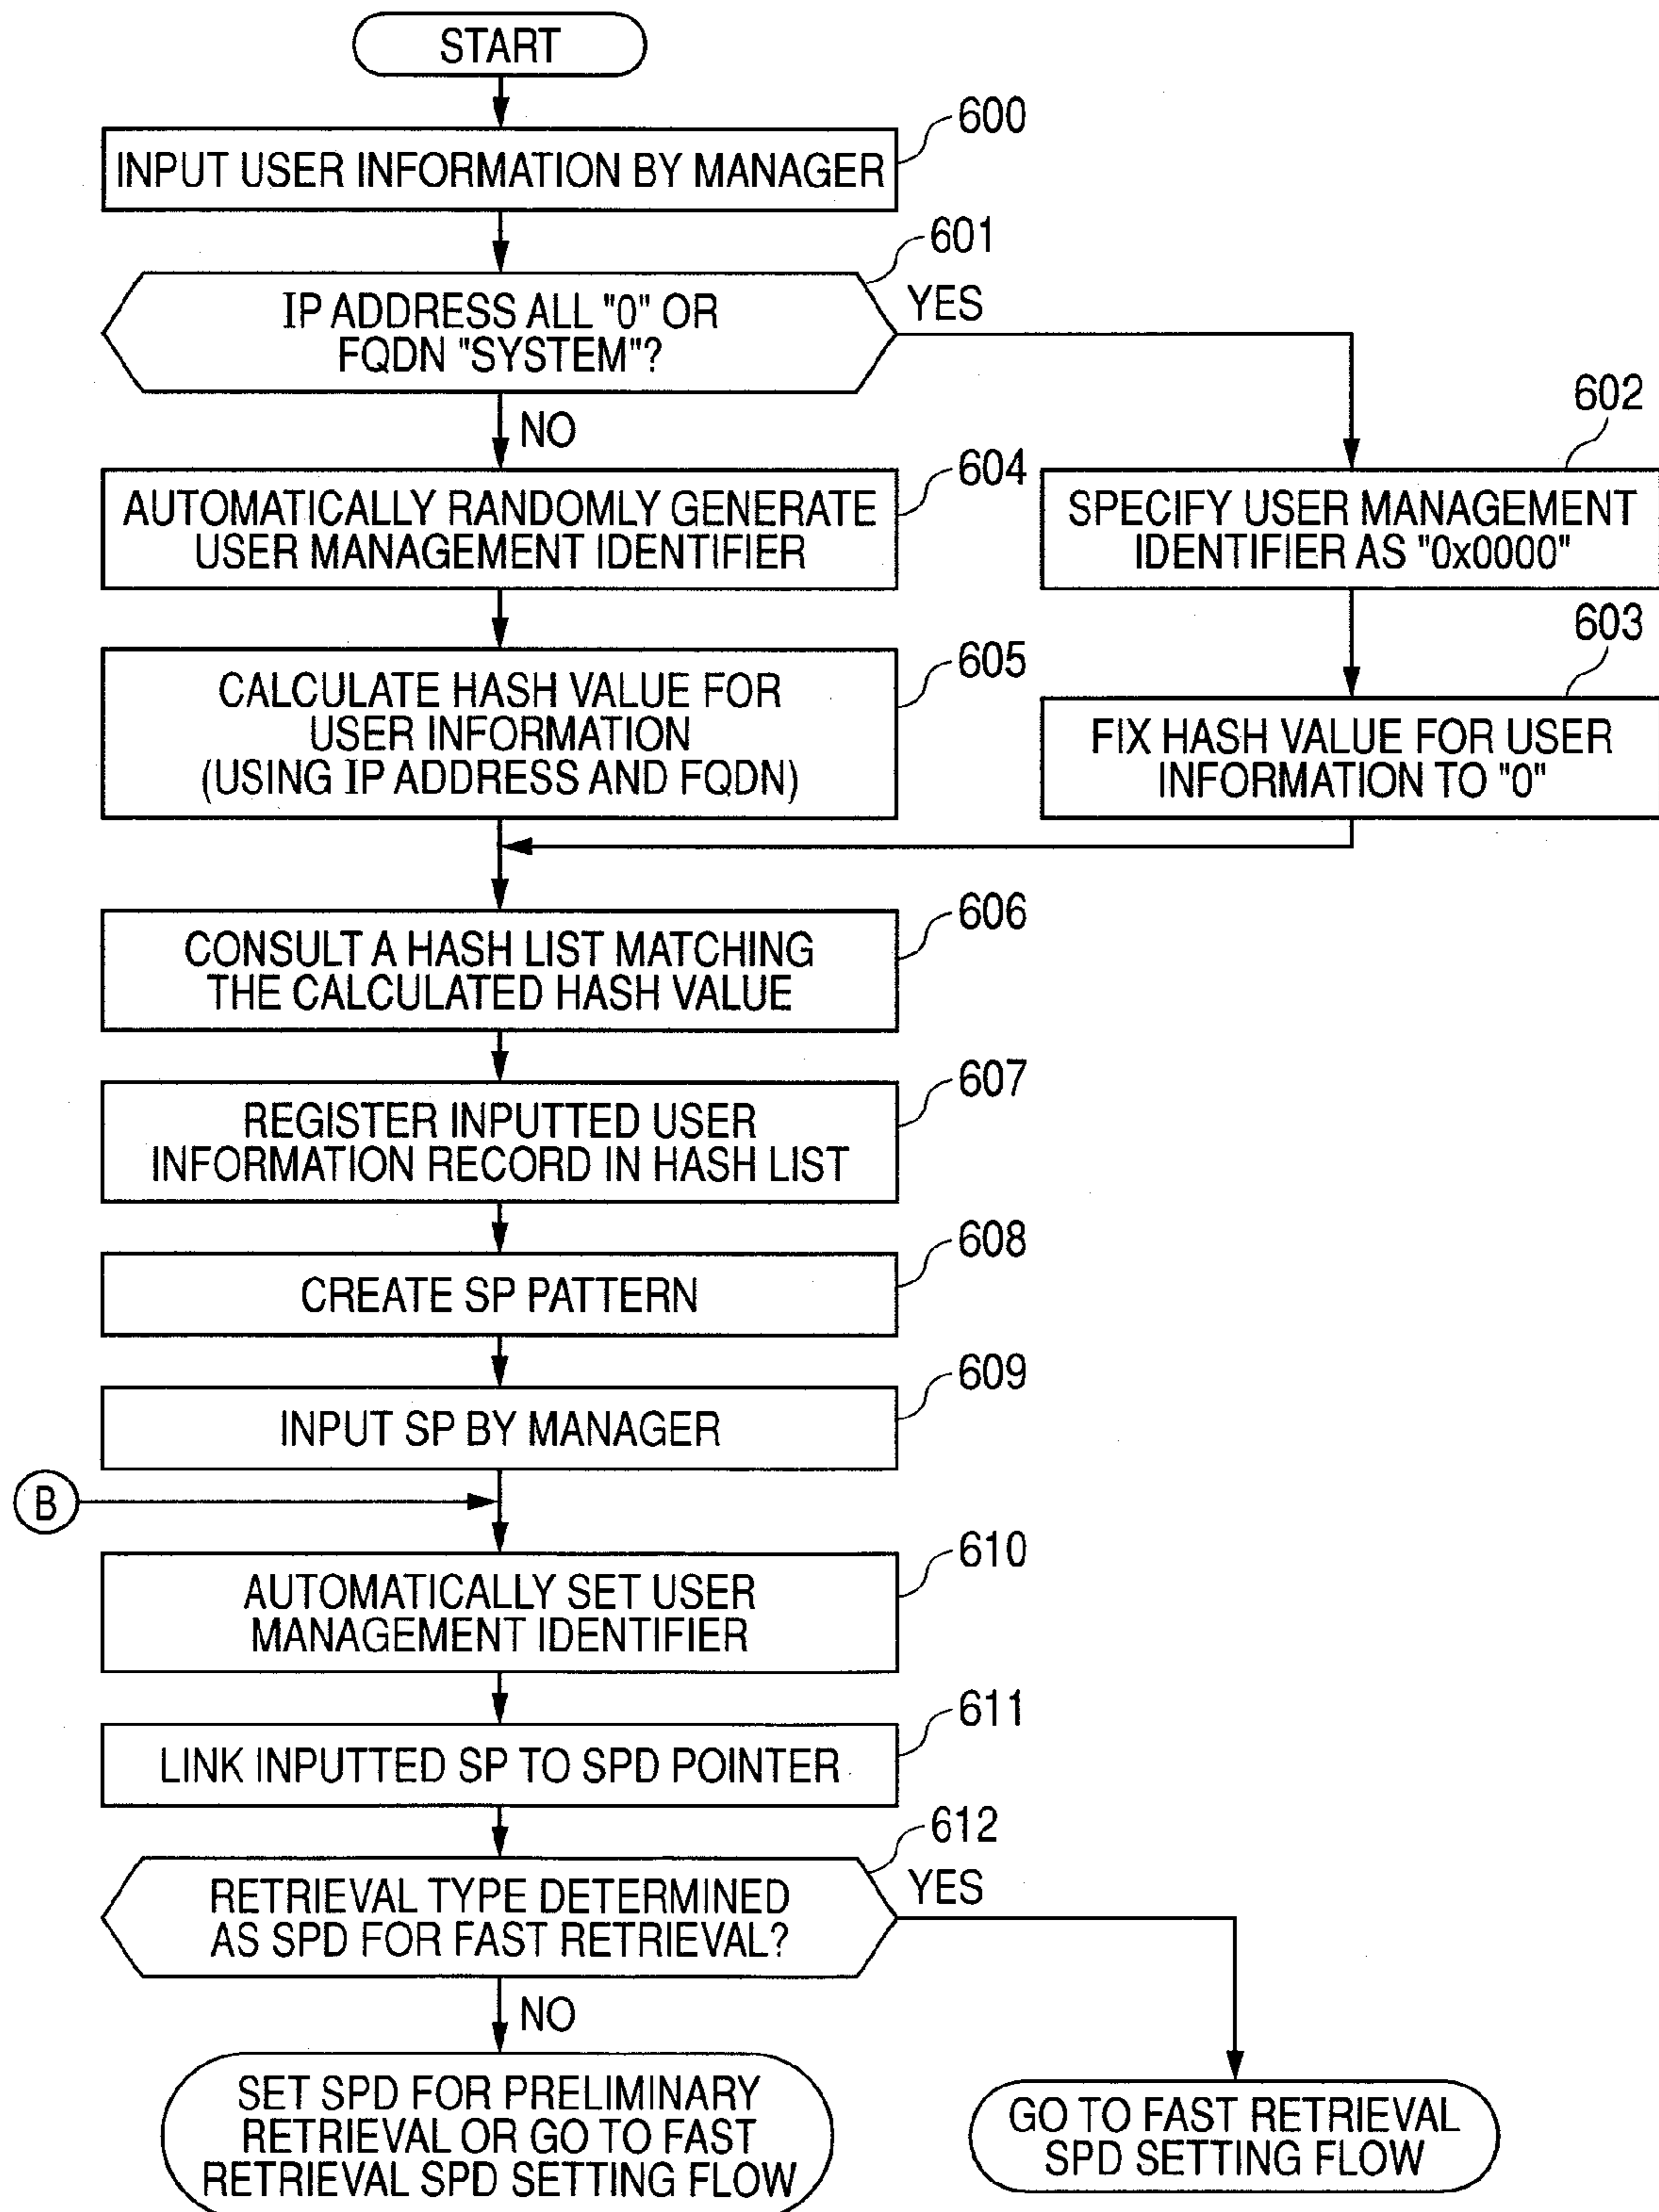 START
600
INPUT USER INFORMATION BY MANAGER
601
IP ADDRESS ALL "0" OR
FQDN "SYSTEM"?
YES
NO
602
SPECIFY USER MANAGEMENT
IDENTIFIER AS "0x0000"
603
FIX HASH VALUE FOR USER
INFORMATION TO "0"
604
AUTOMATICALLY RANDOMLY GENERATE
USER MANAGEMENT IDENTIFIER
605
CALCULATE HASH VALUE FOR
USER INFORMATION
(USING IP ADDRESS AND FQDN)
606
CONSULT A HASH LIST MATCHING
THE CALCULATED HASH VALUE
607
REGISTER INPUTTED USER
INFORMATION RECORD IN HASH LIST
608
CREATE SP PATTERN
609
INPUT SP BY MANAGER
B
610
AUTOMATICALLY SET USER
MANAGEMENT IDENTIFIER
611
LINK INPUTTED SP TO SPD POINTER
612
RETRIEVAL TYPE DETERMINED
AS SPD FOR FAST RETRIEVAL?
YES
NO
SET SPD FOR PRELIMINARY
RETRIEVAL OR GO TO FAST
RETRIEVAL SPD SETTING FLOW
GO TO FAST RETRIEVAL
SPD SETTING FLOW